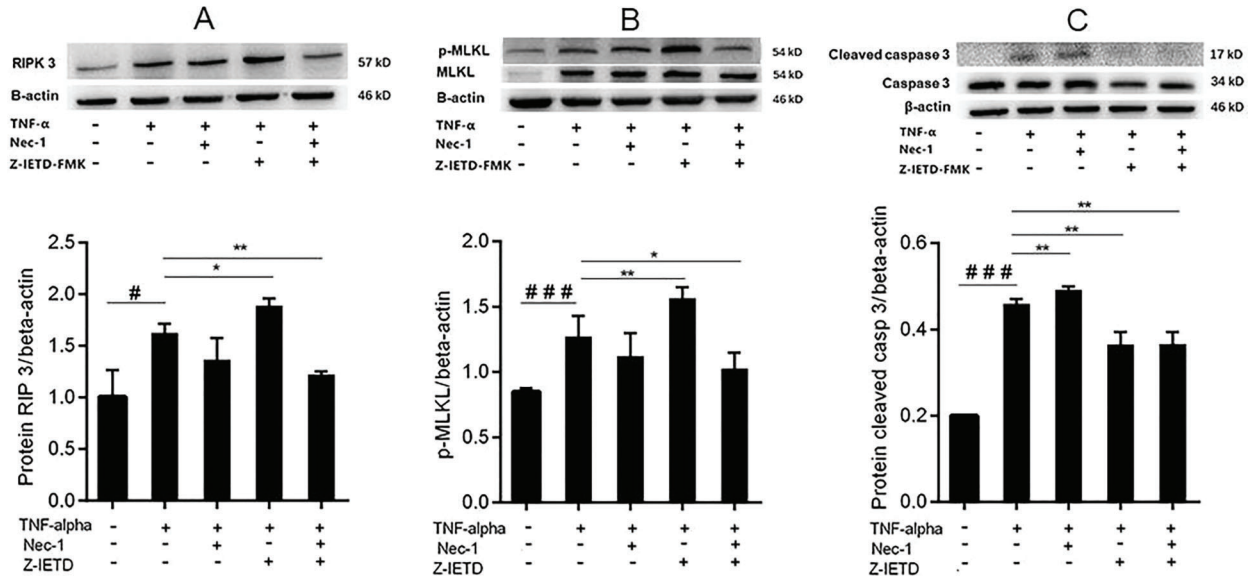 A
RIPK 3
57 kD
B-actin
46 kD
TNF-α - + + + +
Nec-1 - - + - +
Z-IETD-FMK - - - + +
Protein RIP 3/beta-actin
2.5
2.0
1.5
1.0
0.5
0.0
#
*
**
TNF-alpha - + + + +
Nec-1 - - + - +
Z-IETD - - - + +
B
p-MLKL
54 kD
MLKL
54 kD
B-actin
46 kD
TNF-α - + + + +
Nec-1 - - + - +
Z-IETD-FMK - - - + +
p-MLKL/beta-actin
2.0
1.5
1.0
0.5
0.0
# # #
**
*
TNF-alpha - + + + +
Nec-1 - - + - +
Z-IETD - - - + +
C
Cleaved caspase 3
17 kD
Caspase 3
34 kD
β-actin
46 kD
TNF-α - + + + +
Nec-1 - - + - +
Z-IETD-FMK - - - + +
Protein cleaved casp 3/beta-actin
0.6
0.4
0.2
0.0
# # #
**
**
**
TNF-alpha - + + + +
Nec-1 - - + - +
Z-IETD - - - + +